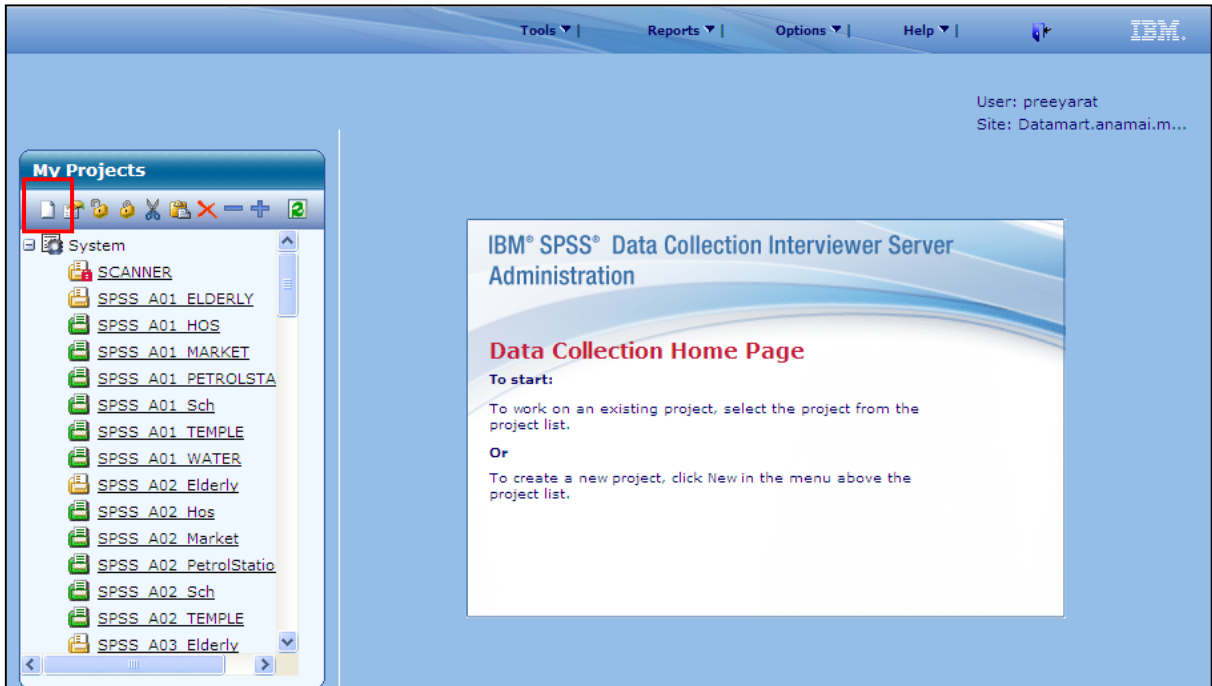 Tools ▼ | Reports ▼ | Options ▼ | Help ▼ | IBM.
User: preeyarat
Site: Datamart.anamai.m...
My Projects
System
SCANNER
SPSS_A01_ELDERLY
SPSS_A01_HOS
SPSS_A01_MARKET
SPSS_A01_PETROLSTA
SPSS_A01_Sch
SPSS_A01_TEMPLE
SPSS_A01_WATER
SPSS_A02_Elderly
SPSS_A02_Hos
SPSS_A02_Market
SPSS_A02_PetrolStatio
SPSS_A02_Sch
SPSS_A02_TEMPLE
SPSS_A03_Elderly
IBM® SPSS® Data Collection Interviewer Server
Administration
Data Collection Home Page
To start:
To work on an existing project, select the project from the
project list.
Or
To create a new project, click New in the menu above the
project list.